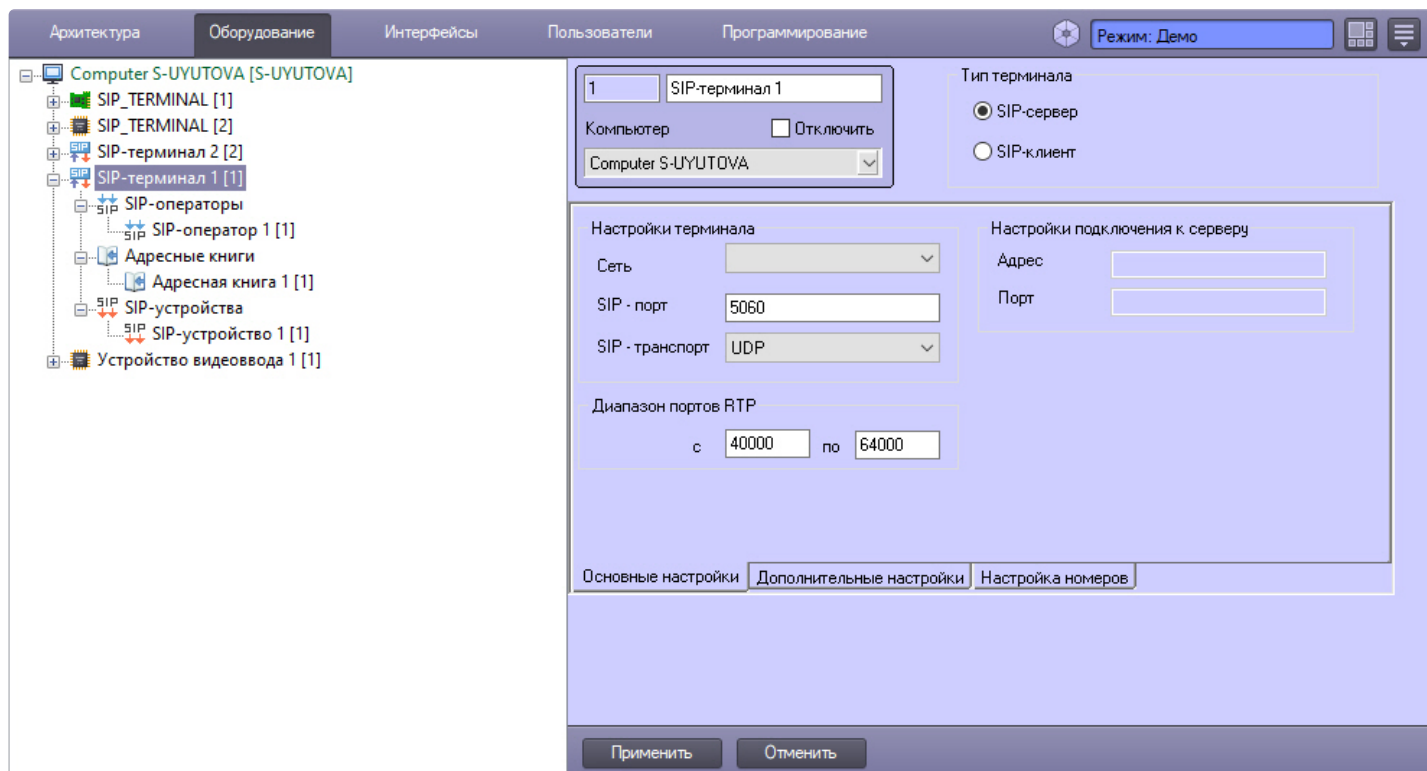 Архитектура Оборудование Интерфейсы Пользователи Программирование Режим: Демо
Computer S-UYUTOVA [S-UYUTOVA]
SIP_TERMINAL [1]
SIP_TERMINAL [2]
SIP-терминал 2 [2]
SIP-терминал 1 [1]
SIP-операторы
SIP-оператор 1 [1]
Адресные книги
Адресная книга 1 [1]
SIP-устройства
SIP-устройство 1 [1]
Устройство видеоввода 1 [1]
1 SIP-терминал 1
Компьютер Отключить
Computer S-UYUTOVA
Тип терминала
SIP-сервер
SIP-клиент
Настройки терминала
Сеть
SIP - порт 5060
SIP - транспорт UDP
Настройки подключения к серверу
Адрес
Порт
Диапазон портов RTP
с 40000 по 64000
Основные настройки Дополнительные настройки Настройка номеров
Применить Отменить